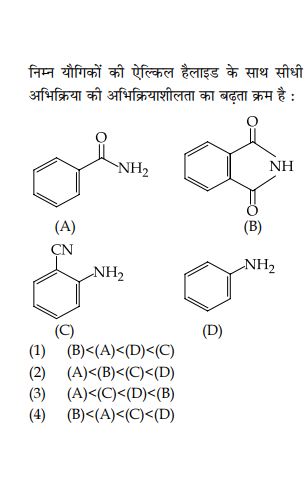 निम्न यौगिकों की ऐल्किल हैलाइड के साथ सीधी
अभिक्रिया की अभिक्रियाशीलता का बढ़ता क्रम है :
O
NH2
(A)
O
NH
O
(B)
CN
NH2
(C)
NH2
(D)
(1) (B)<(A)<(D)<(C)
(2) (A)<(B)<(C)<(D)
(3) (A)<(C)<(D)<(B)
(4) (B)<(A)<(C)<(D)